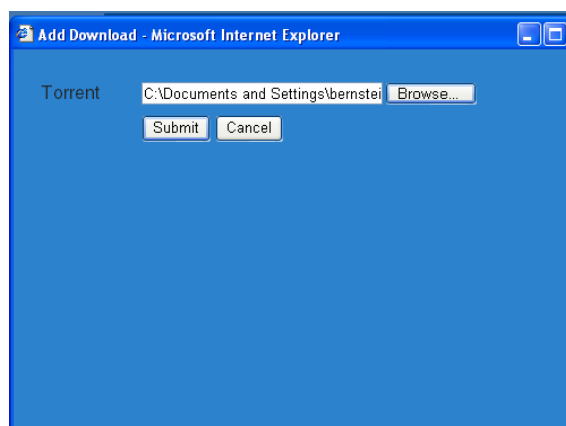 Add Download - Microsoft Internet Explorer
Torrent C:\Documents and Settings\bernstei Browse...
Submit Cancel